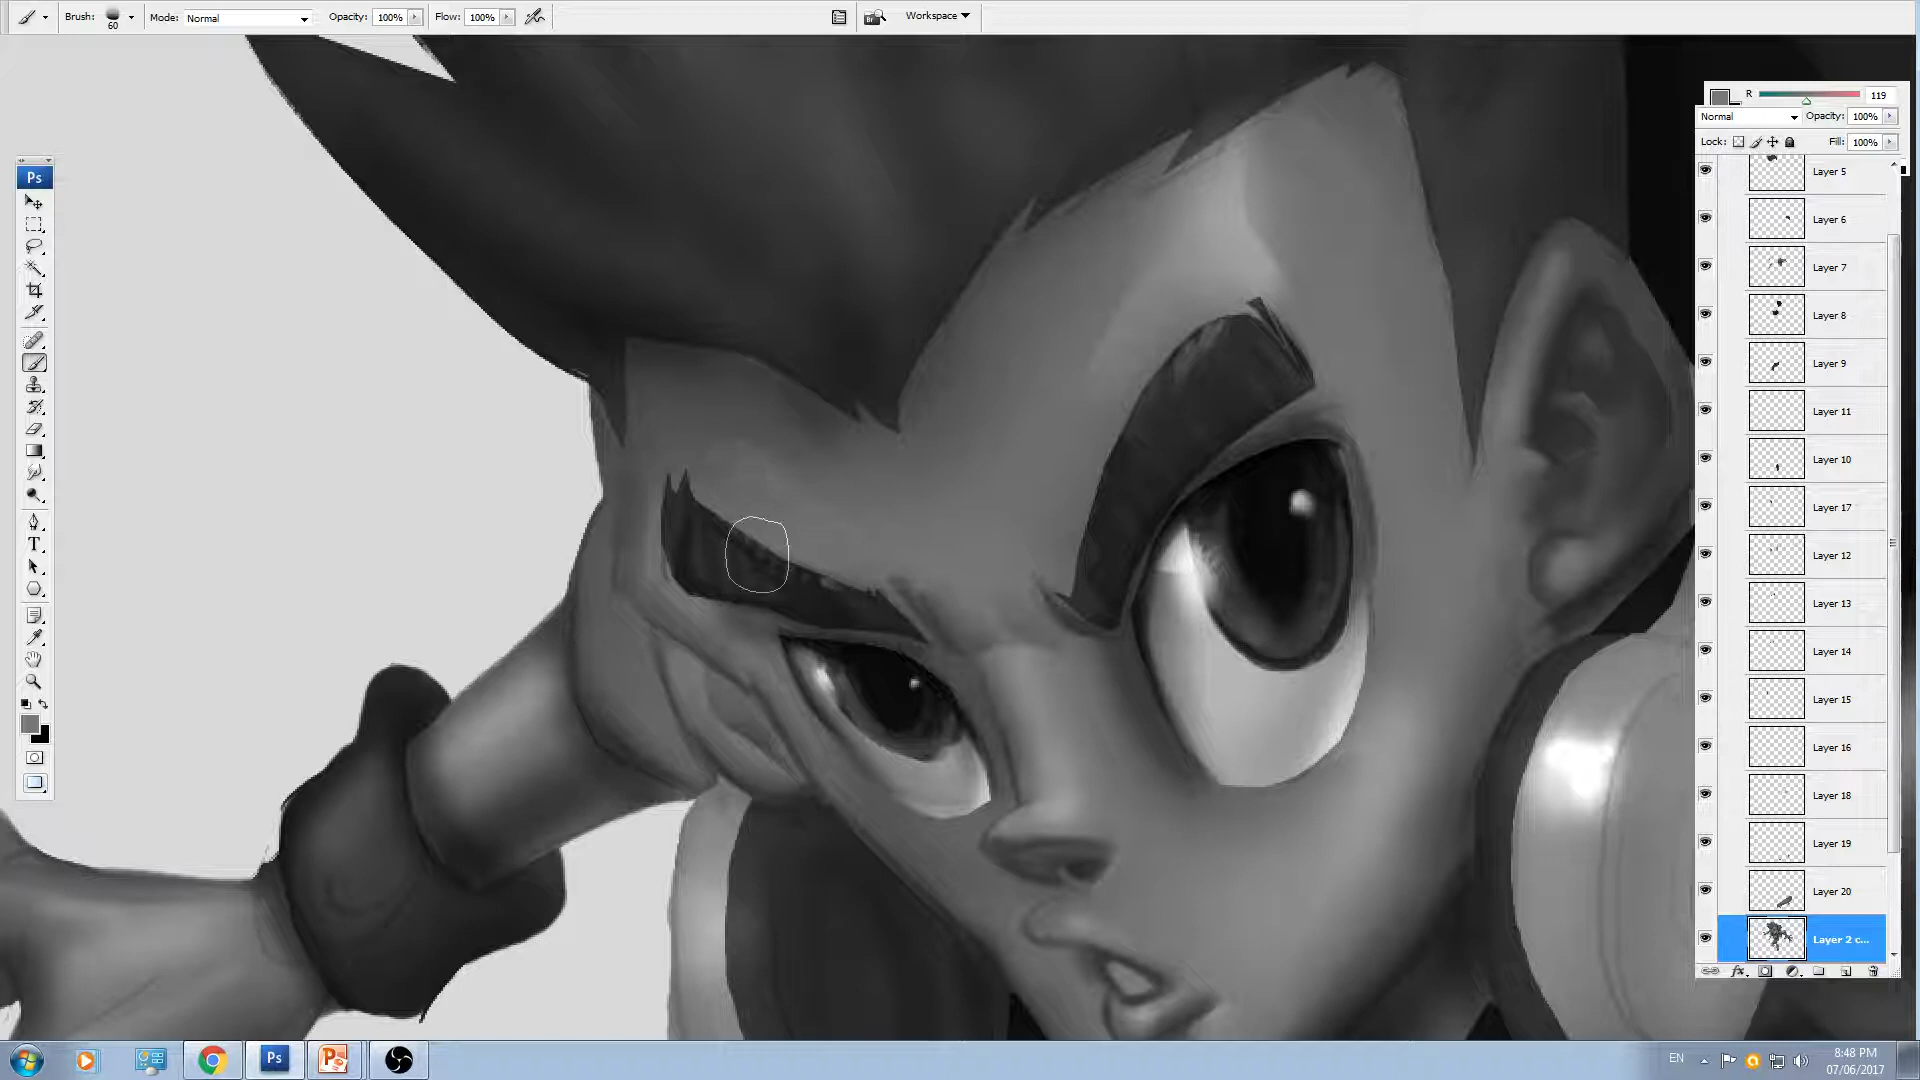 Brush: 60 Mode: Normal Opacity: 100% Flow: 100% Br Workspace
R 119
Normal Opacity: 100%
Lock: Fill: 100%
Ps
Layer 5
Layer 6
Layer 7
Layer 8
Layer 9
Layer 11
Layer 10
Layer 17
Layer 12
Layer 13
Layer 14
Layer 15
Layer 16
Layer 18
Layer 19
Layer 20
Layer 2 c...
T
fx
Ps
P
EN
8:48 PM
07/06/2017